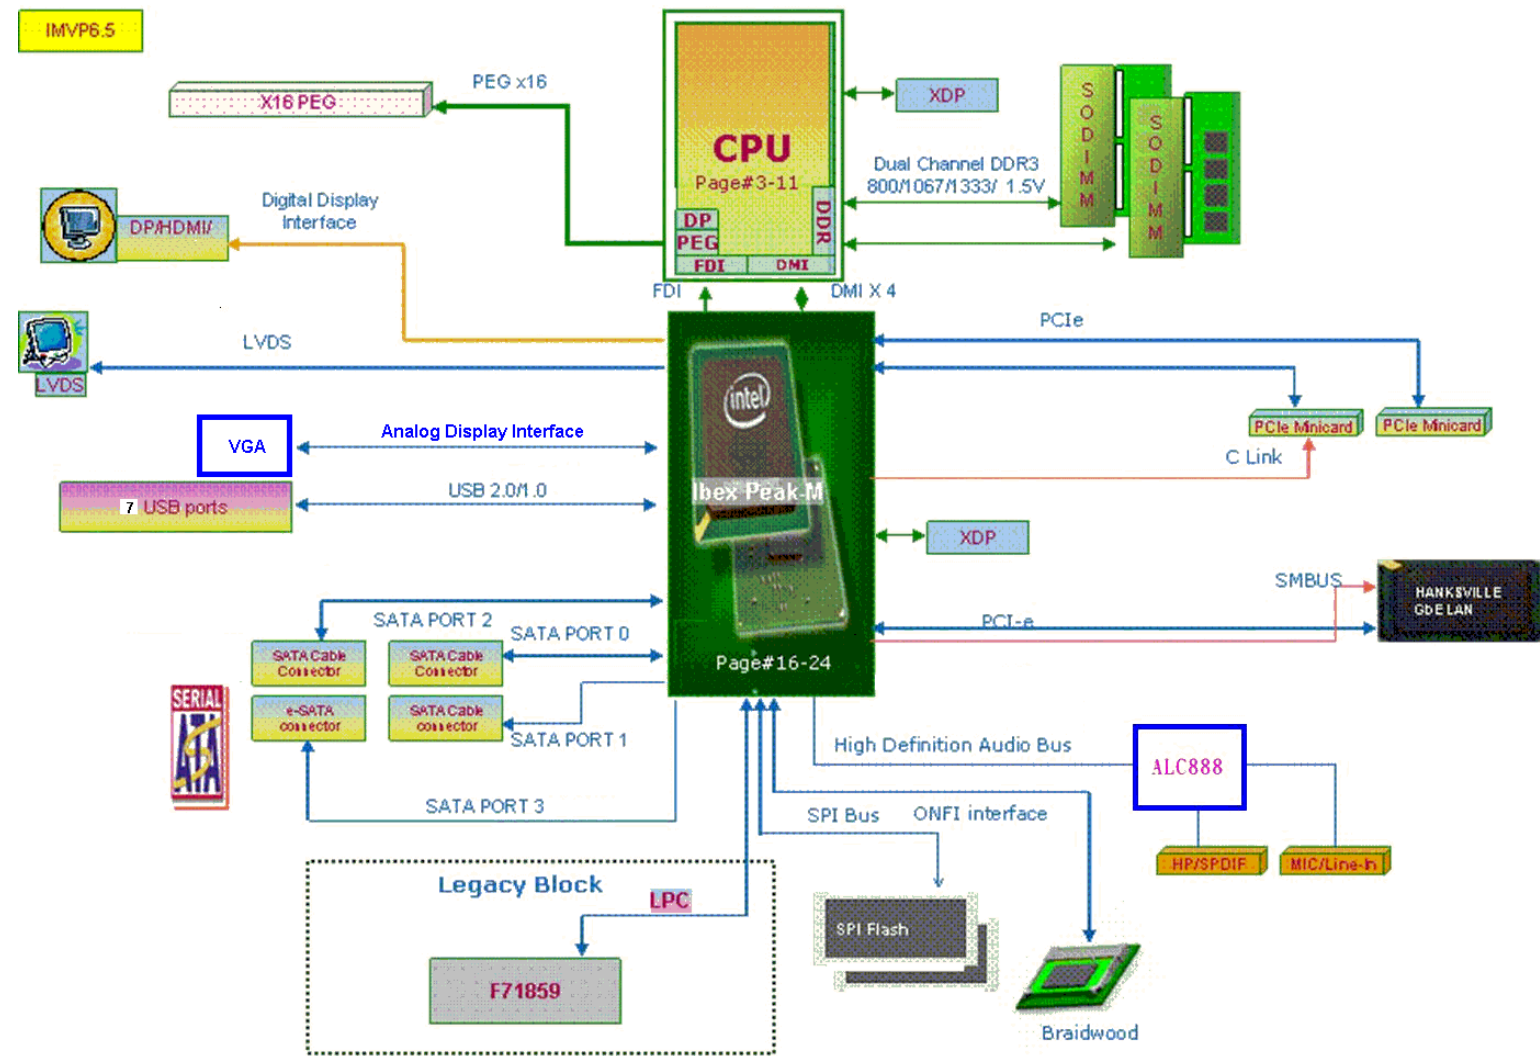 IMVP6.5
PEG x16
X16 PEG
CPU
Page#3-11
DP
PEG
FDI
DMI
DDR
XDP
Dual Channel DDR3
800/1067/1333/ 1.5V
SODIMM
SODIMM
Digital Display
Interface
DP/HDMI/
FDI
DMI X 4
LVDS
LVDS
PCIe
PCIe Minicard
PCIe Minicard
C Link
VGA
Analog Display Interface
7 USB ports
USB 2.0/1.0
intel
Ibex Peak-M
Page#16-24
XDP
SMBUS
HANKSVILLE
GbE LAN
PCI-e
SATA PORT 2
SATA PORT 0
SATA Cable
Connector
SATA Cable
Connector
e-SATA
connector
SATA Cable
connector
SATA PORT 1
SERIAL
ATA
SATA PORT 3
High Definition Audio Bus
ALC888
SPI Bus
ONFI interface
HP/SPDIF
MIC/Line-In
Legacy Block
LPC
F71859
SPI Flash
Braidwood